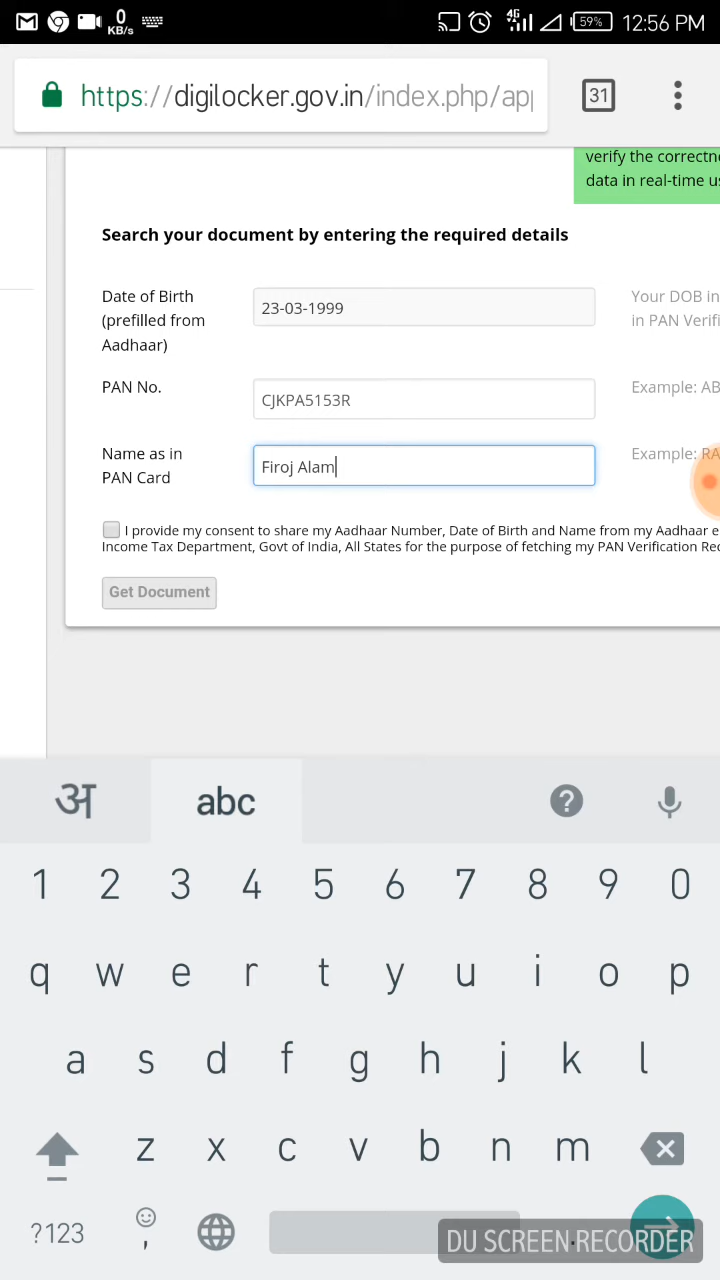 0
KB/s
4G
59%
12:56 PM
https://digilocker.gov.in/index.php/app
31
verify the correctne
data in real-time us
Search your document by entering the required details
Date of Birth
(prefilled from
Aadhaar)
23-03-1999
Your DOB in
in PAN Verifi
PAN No.
CJKPA5153R
Example: AB
Name as in
PAN Card
Firoj Alam
Example: RA
I provide my consent to share my Aadhaar Number, Date of Birth and Name from my Aadhaar e
Income Tax Department, Govt of India, All States for the purpose of fetching my PAN Verification Rec
Get Document
अ
abc
?
1 2 3 4 5 6 7 8 9 0
q w e r t y u i o p
a s d f g h j k l
z x c v b n m
?123
,
.
DU SCREEN RECORDER